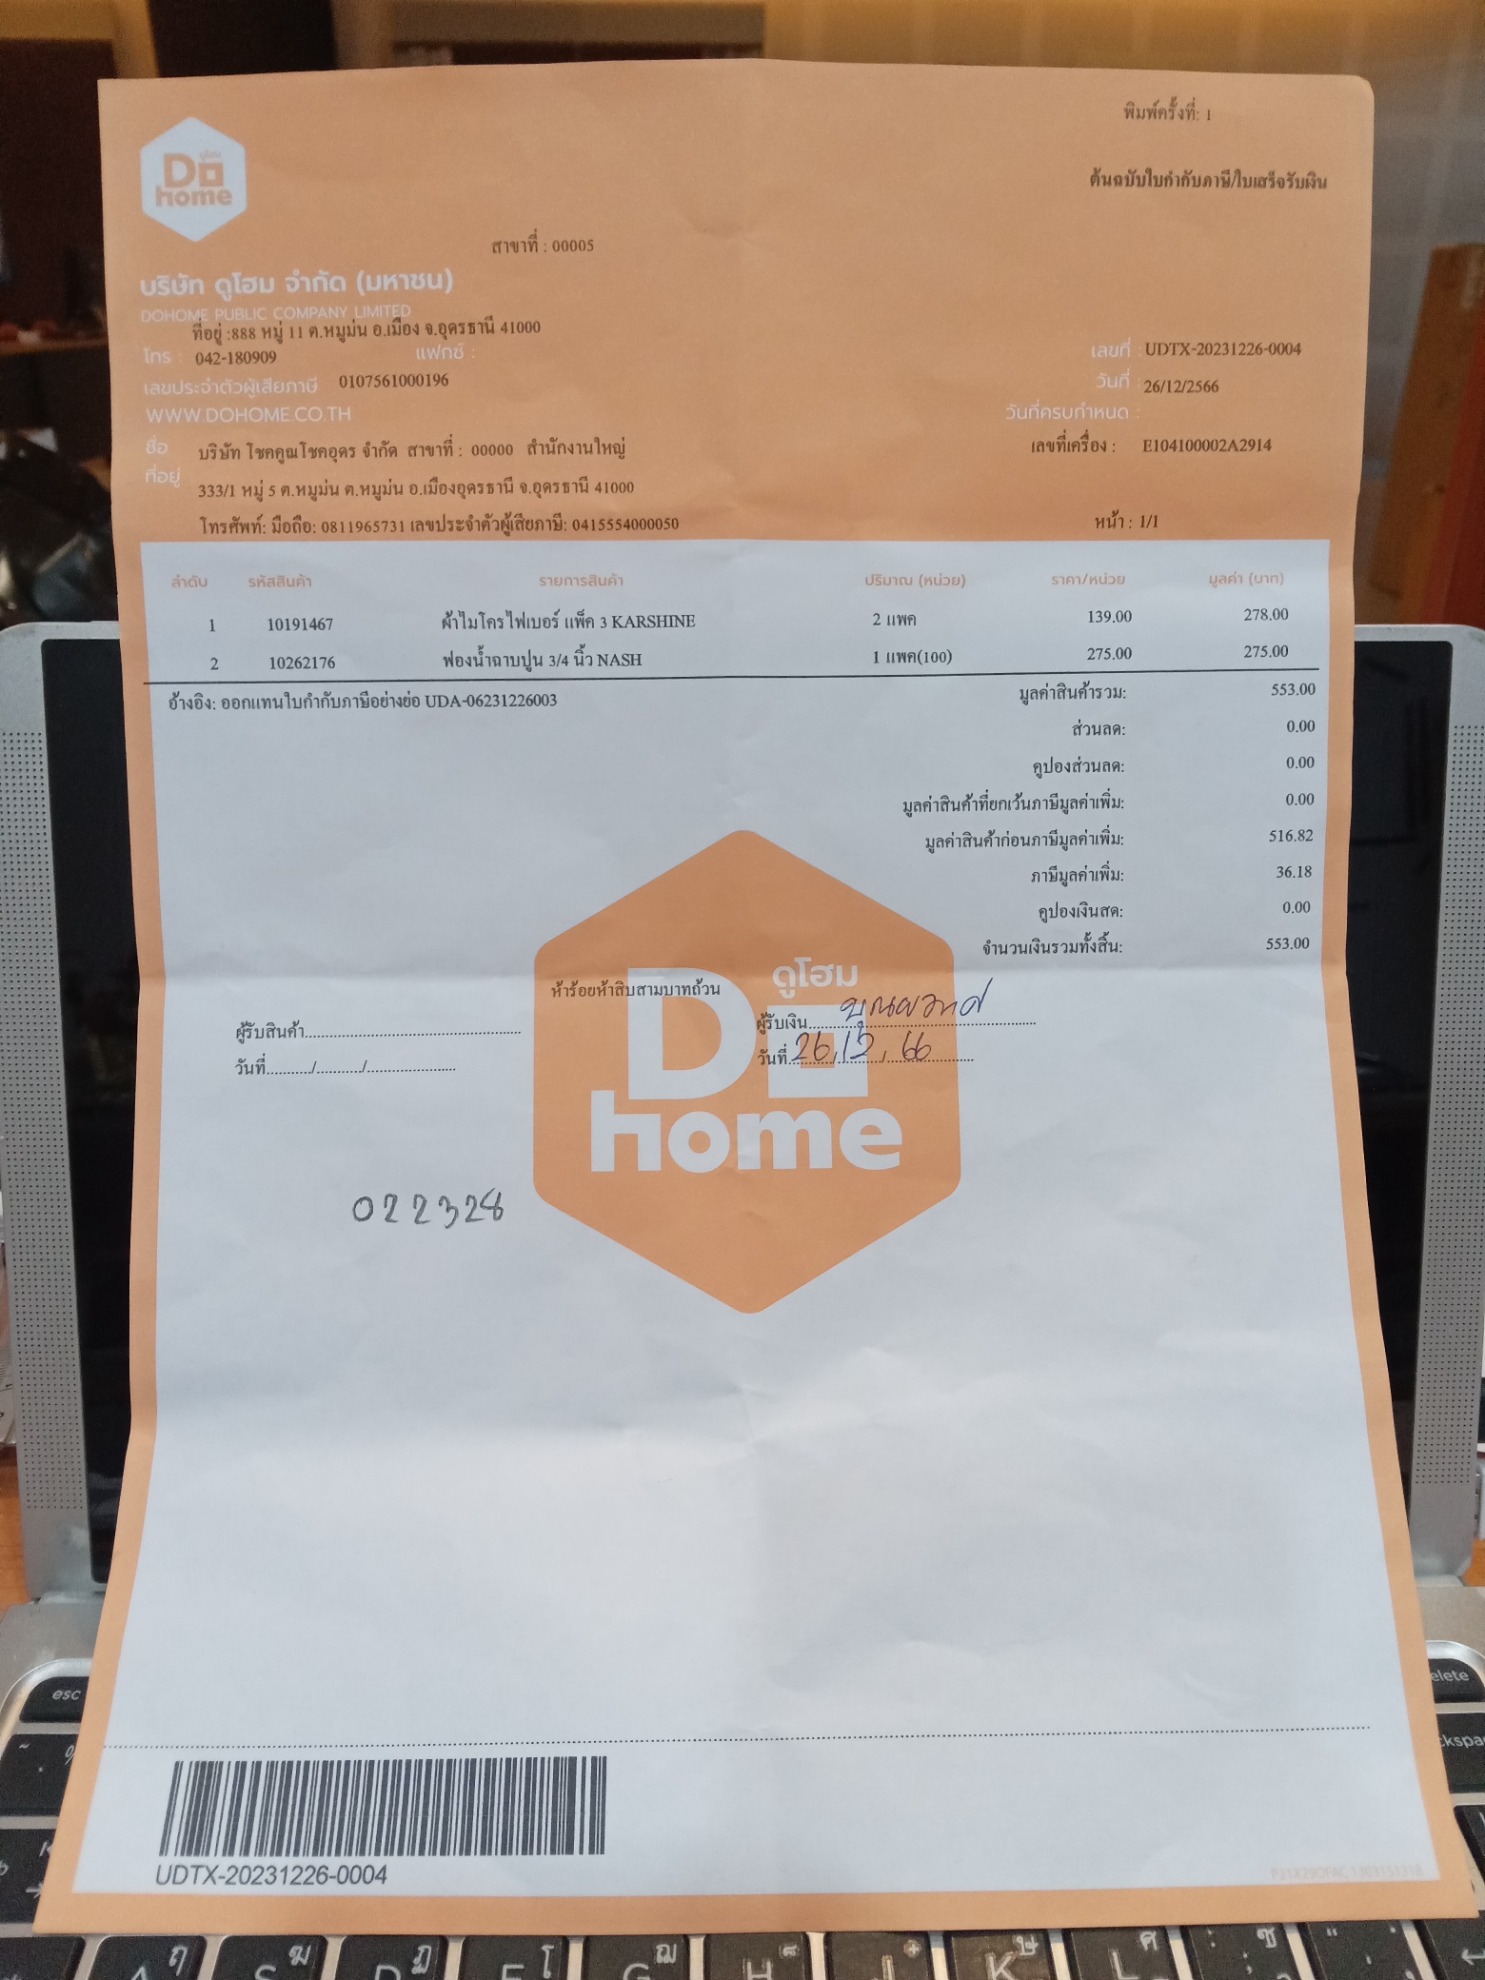 พิมพ์ครั้งที่: 1
ต้นฉบับใบกำกับภาษี/ใบเสร็จรับเงิน
ดูโฮม
Do
home
สาขาที่ : 00005
บริษัท ดูโฮม จำกัด (มหาชน)
DOHOME PUBLIC COMPANY LIMITED
ที่อยู่ :888 หมู่ 11 ต.หมูม่น อ.เมือง จ.อุดรธานี 41000
โทร : 042-180909 แฟกซ์ :
เลขประจำตัวผู้เสียภาษี 0107561000196
WWW.DOHOME.CO.TH
เลขที่ : UDTX-20231226-0004
วันที่ : 26/12/2566
วันที่ครบกำหนด :
เลขที่เครื่อง : E104100002A2914
ชื่อ บริษัท โชคคูณโชคอุดร จำกัด สาขาที่ : 00000 สำนักงานใหญ่
ที่อยู่ 333/1 หมู่ 5 ต.หมูม่น ต.หมูม่น อ.เมืองอุดรธานี จ.อุดรธานี 41000
โทรศัพท์: มือถือ: 0811965731 เลขประจำตัวผู้เสียภาษี: 0415554000050
หน้า : 1/1
ลำดับ รหัสสินค้า รายการสินค้า ปริมาณ (หน่วย) ราคา/หน่วย มูลค่า (บาท)
1 10191467 ผ้าไมโครไฟเบอร์ แพ็ค 3 KARSHINE 2 แพค 139.00 278.00
2 10262176 ฟองน้ำฉาบปูน 3/4 นิ้ว NASH 1 แพค(100) 275.00 275.00
อ้างอิง: ออกแทนใบกำกับภาษีอย่างย่อ UDA-06231226003
มูลค่าสินค้ารวม: 553.00
ส่วนลด: 0.00
คูปองส่วนลด: 0.00
มูลค่าสินค้าที่ยกเว้นภาษีมูลค่าเพิ่ม: 0.00
มูลค่าสินค้าก่อนภาษีมูลค่าเพิ่ม: 516.82
ภาษีมูลค่าเพิ่ม: 36.18
คูปองเงินสด: 0.00
จำนวนเงินรวมทั้งสิ้น: 553.00
ห้าร้อยห้าสิบสามบาทถ้วน
ดูโฮม
Do
home
ผู้รับสินค้า
วันที่......../......../........
ผู้รับเงิน
วันที่ 26/12/66
022328
UDTX-20231226-0004
esc
elete
ckspa